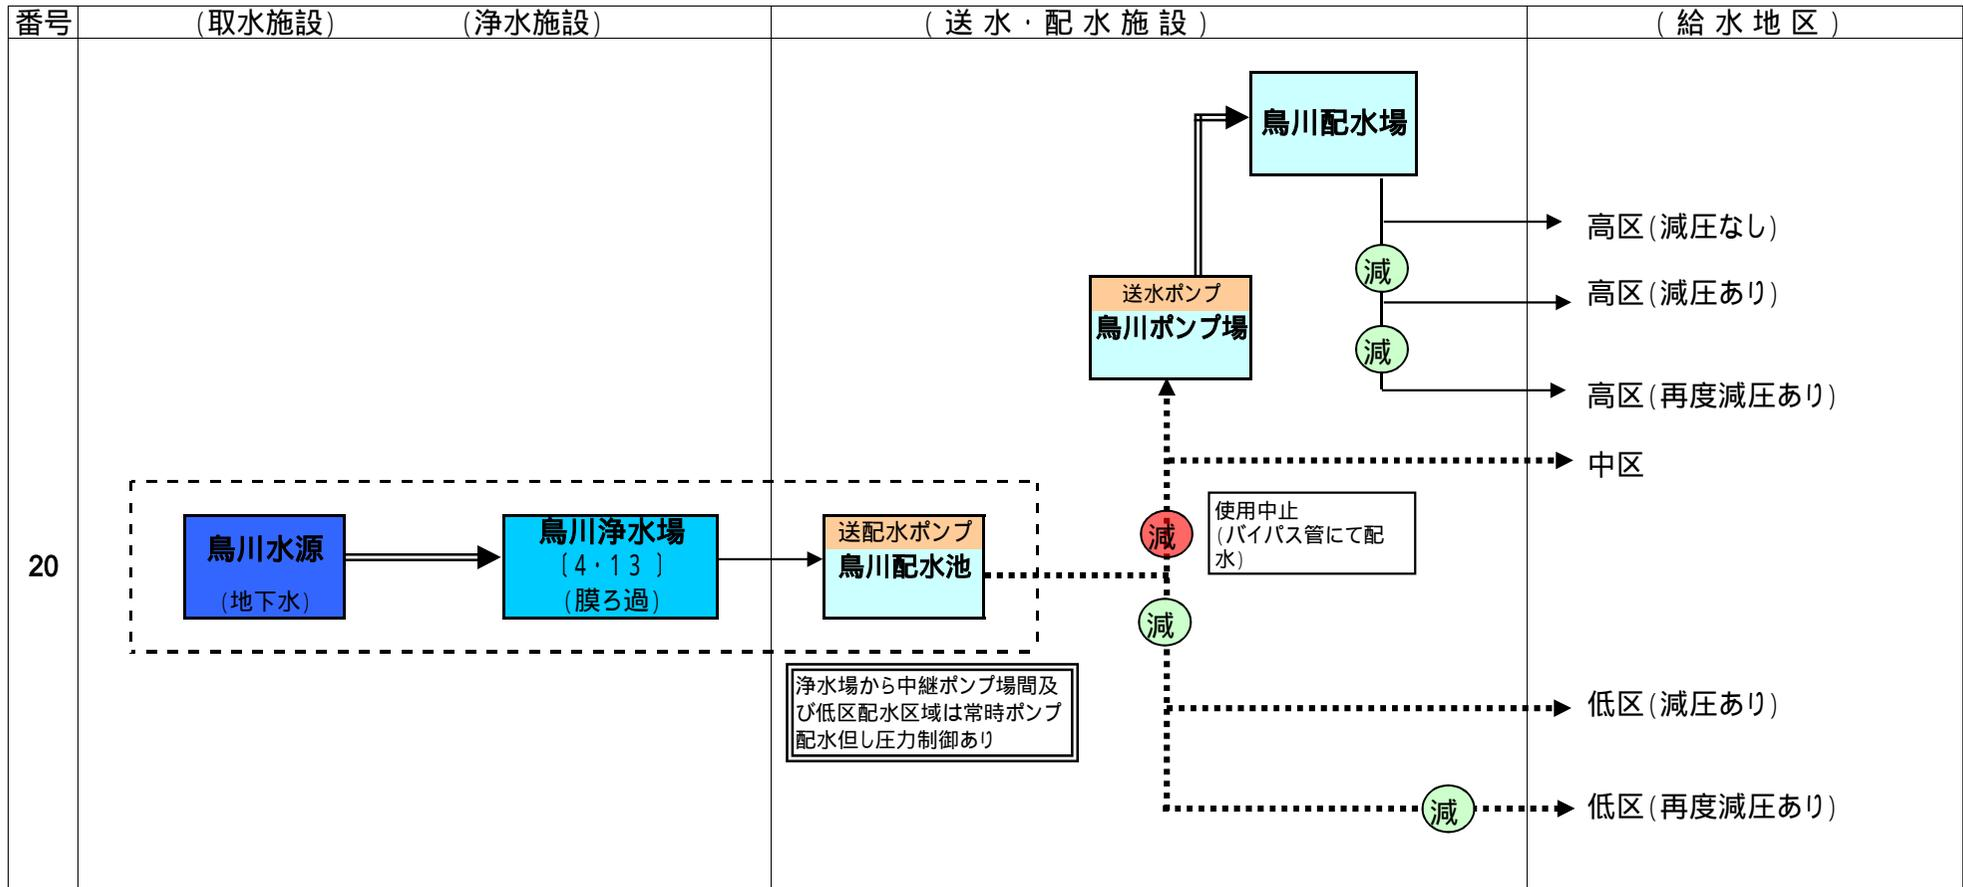 番号
(取水施設)
(浄水施設)
(送水・配水施設)
(給水地区)
鳥川配水場
高区(減圧なし)
減
高区(減圧あり)
送水ポンプ
鳥川ポンプ場
減
高区(再度減圧あり)
中区
使用中止
(バイパス管にて配
水)
減
20
鳥川水源
(地下水)
鳥川浄水場
〔4・13 〕
(膜ろ過)
送配水ポンプ
鳥川配水池
減
浄水場から中継ポンプ場間及
び低区配水区域は常時ポンプ
配水但し圧力制御あり
低区(減圧あり)
減
低区(再度減圧あり)